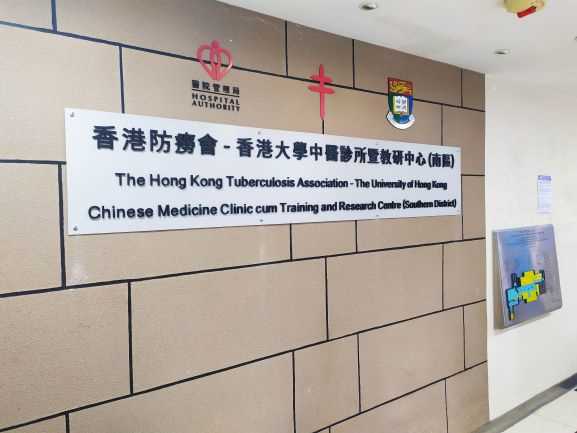 醫院管理局
HOSPITAL
AUTHORITY
香港防癆會 - 香港大學中醫診所暨教研中心 (南區)
The Hong Kong Tuberculosis Association - The University of Hong Kong
Chinese Medicine Clinic cum Training and Research Centre (Southern District)